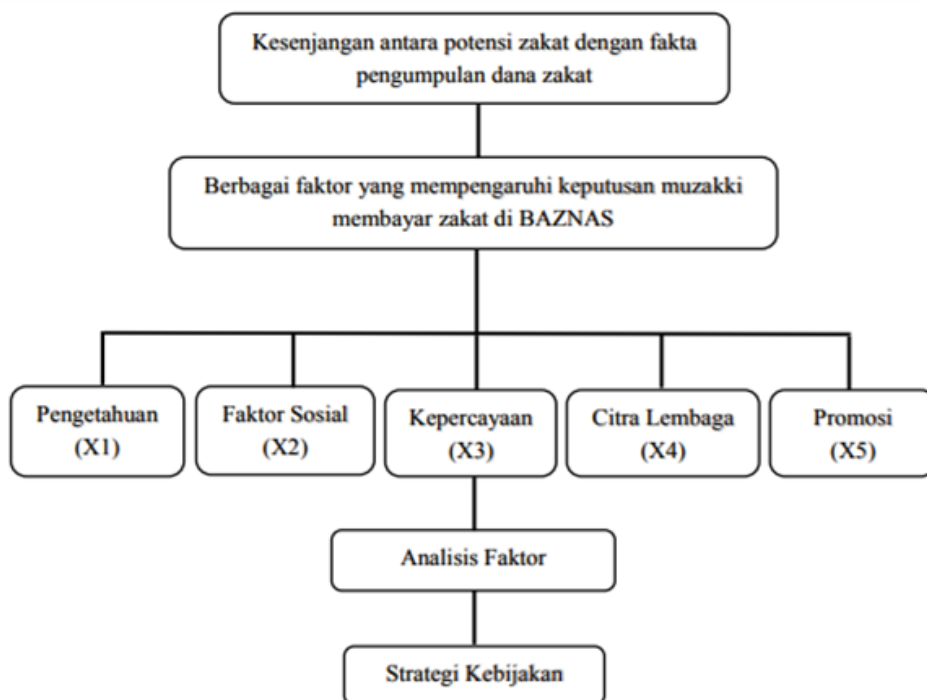 Kesenjangan antara potensi zakat dengan fakta
pengumpulan dana zakat
Berbagai faktor yang mempengaruhi keputusan muzakki
membayar zakat di BAZNAS
Pengetahuan
(X1)
Faktor Sosial
(X2)
Kepercayaan
(X3)
Citra Lembaga
(X4)
Promosi
(X5)
Analisis Faktor
Strategi Kebijakan